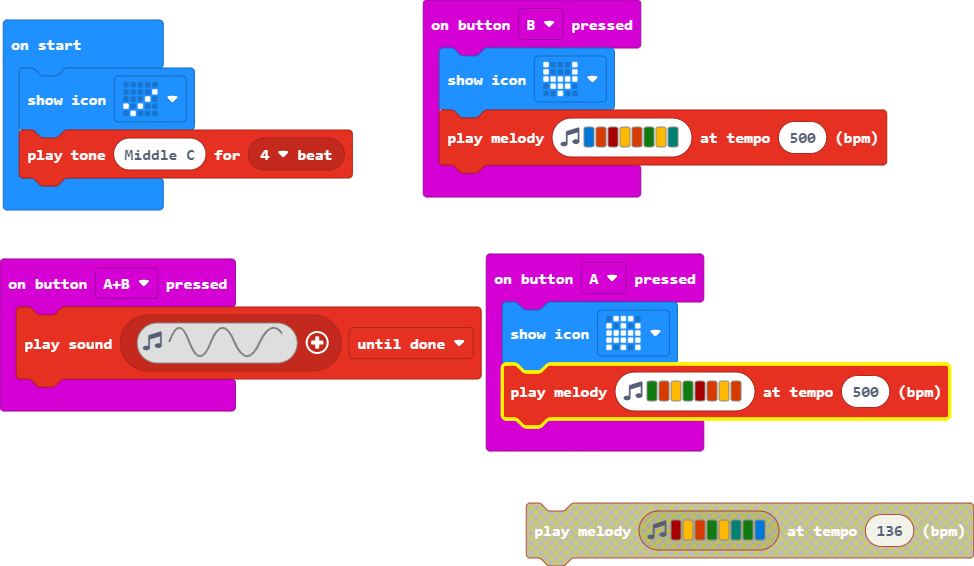 on start
show icon
play tone Middle C for 4 beat
on button B pressed
show icon
play melody at tempo 500 (bpm)
on button A+B pressed
play sound until done
on button A pressed
show icon
play melody at tempo 500 (bpm)
play melody at tempo 136 (bpm)